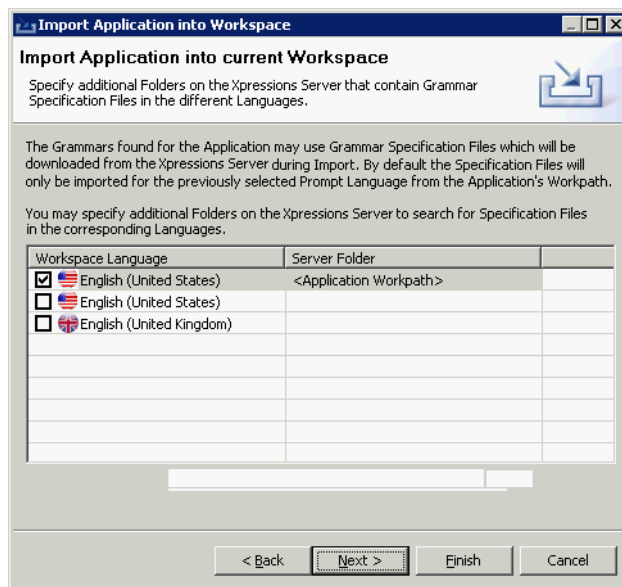 Import Application into Workspace
Import Application into current Workspace
Specify additional Folders on the Xpressions Server that contain Grammar
Specification Files in the different Languages.
The Grammars found for the Application may use Grammar Specification Files which will be
downloaded from the Xpressions Server during Import. By default the Specification Files will
only be imported for the previously selected Prompt Language from the Application's Workpath.
You may specify additional Folders on the Xpressions Server to search for Specification Files
in the corresponding Languages.
Workspace Language Server Folder
English (United States) <Application Workpath>
English (United States)
English (United Kingdom)
< Back Next > Finish Cancel